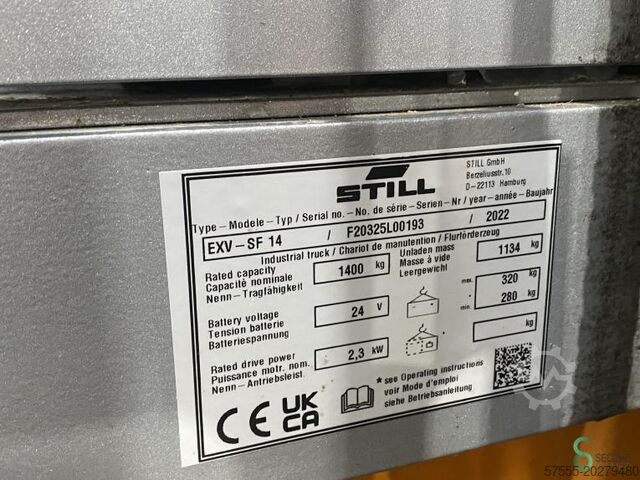 STILL
STILL GmbH
Berzeliusstr.10
D-22113 Hamburg
Type-Modele-Typ / Serial no.-No. de série-Serien-Nr / year-année-Baujahr
EXV-SF 14 / F20325L00193 / 2022
Industrial truck / Chariot de manutention / Flurförderzeug
Rated capacity
Capacité nominale
Nenn-Tragfähigkeit
1400 kg
Unladen mass
Masse à vide
Leergewicht
1134 kg
Battery voltage
Tension batterie
Batteriespannung
24 V
max. 320 kg
min. 280 kg
Rated drive power
Puissance motr. nom.
Nenn-Antriebsleist.
2,3 kW
kg
* see Operating instructions
voir Mode d'emploi
siehe Betriebsanleitung
CE UK
CA
57555-20279480